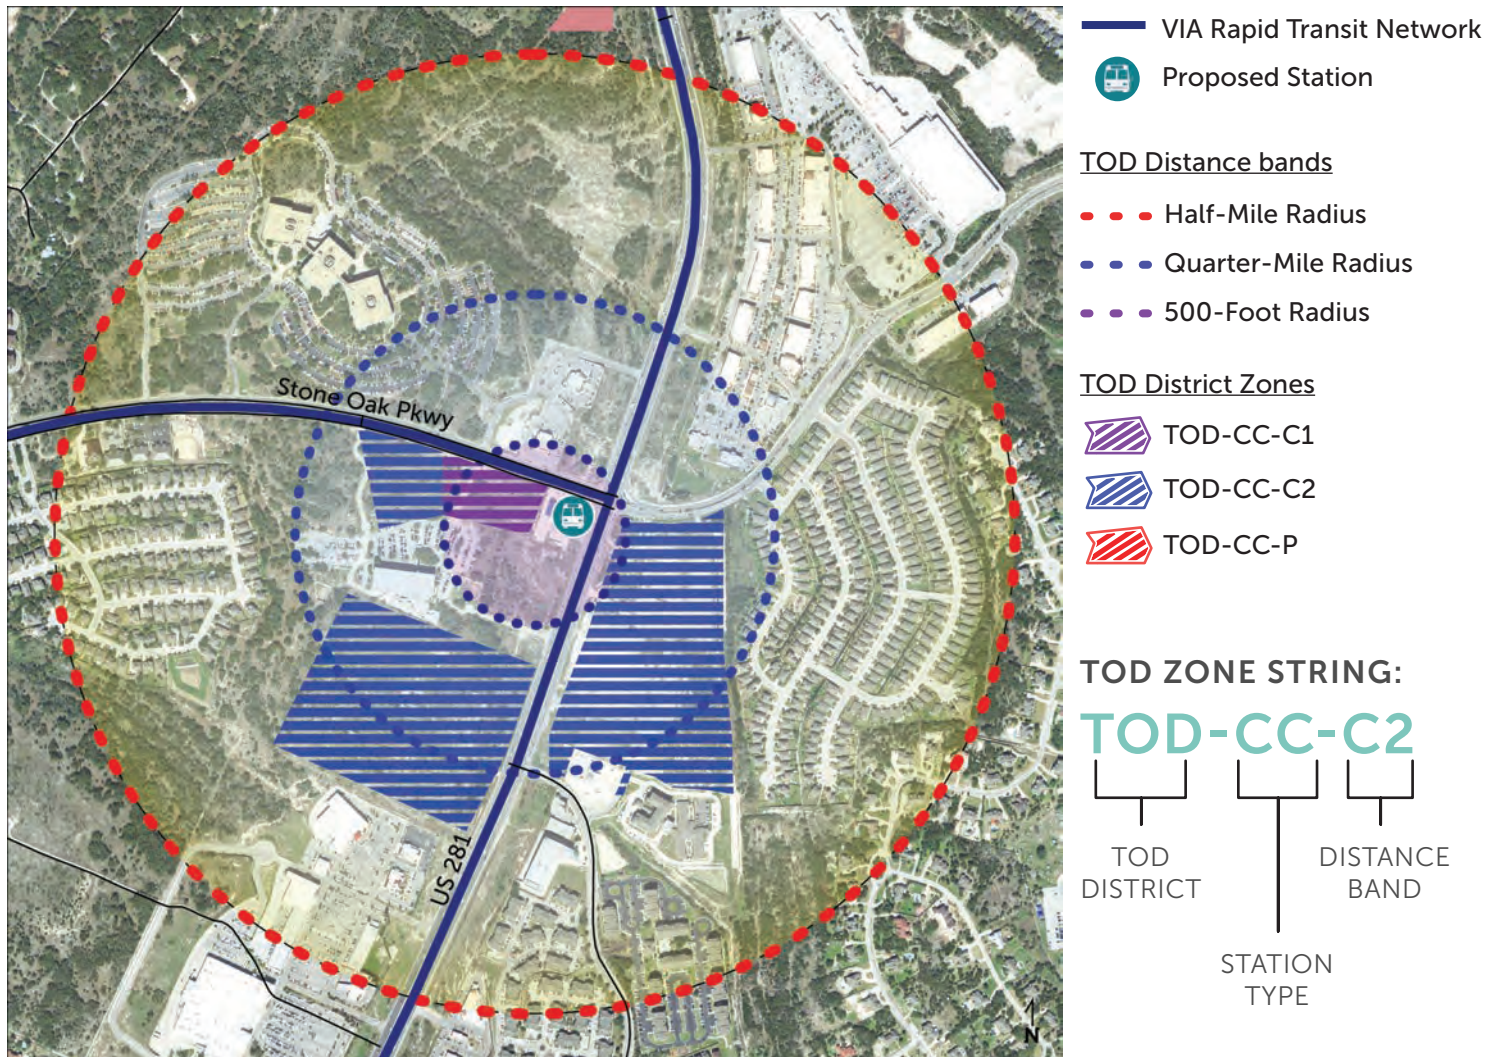 Stone Oak Pkwy
US 281
N
VIA Rapid Transit Network
Proposed Station
TOD Distance bands
Half-Mile Radius
Quarter-Mile Radius
500-Foot Radius
TOD District Zones
TOD-CC-C1
TOD-CC-C2
TOD-CC-P
TOD ZONE STRING:
TOD-CC-C2
TOD
DISTRICT
DISTANCE
BAND
STATION
TYPE